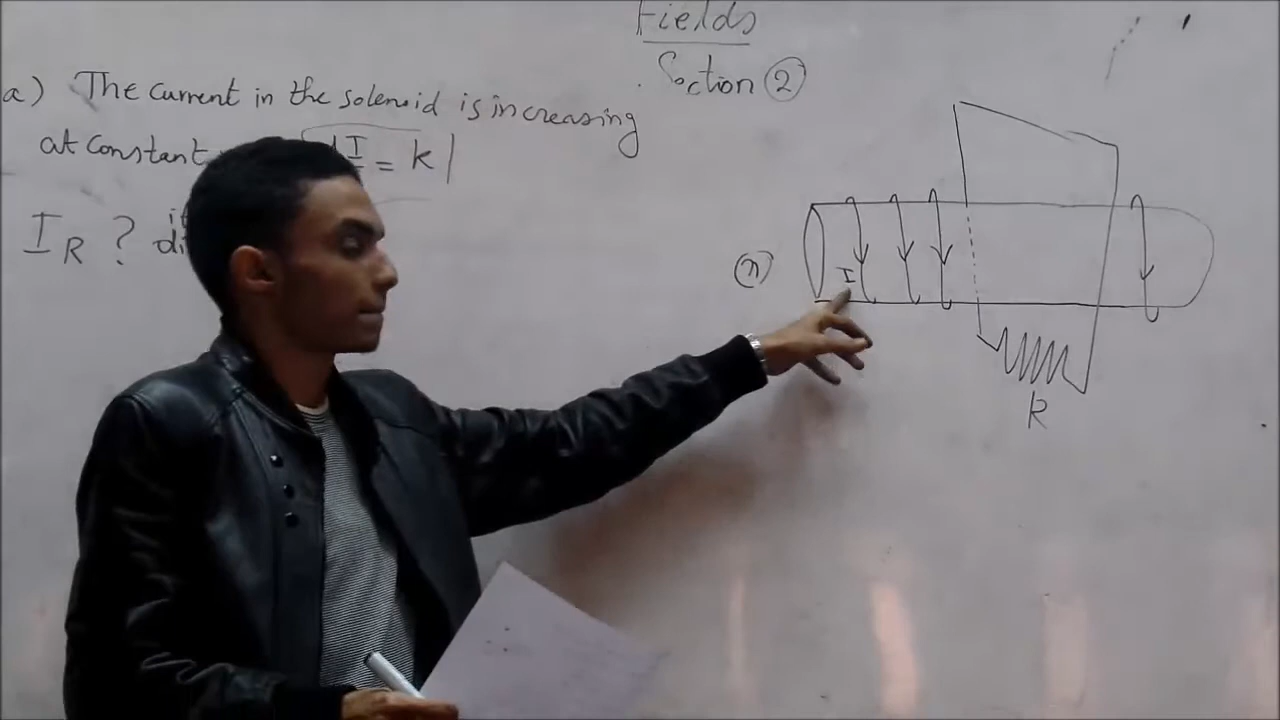 Fields
Section (2)
a) The current in the solenoid is increasing
at constant I = k
I_R ?
(n)
I
R